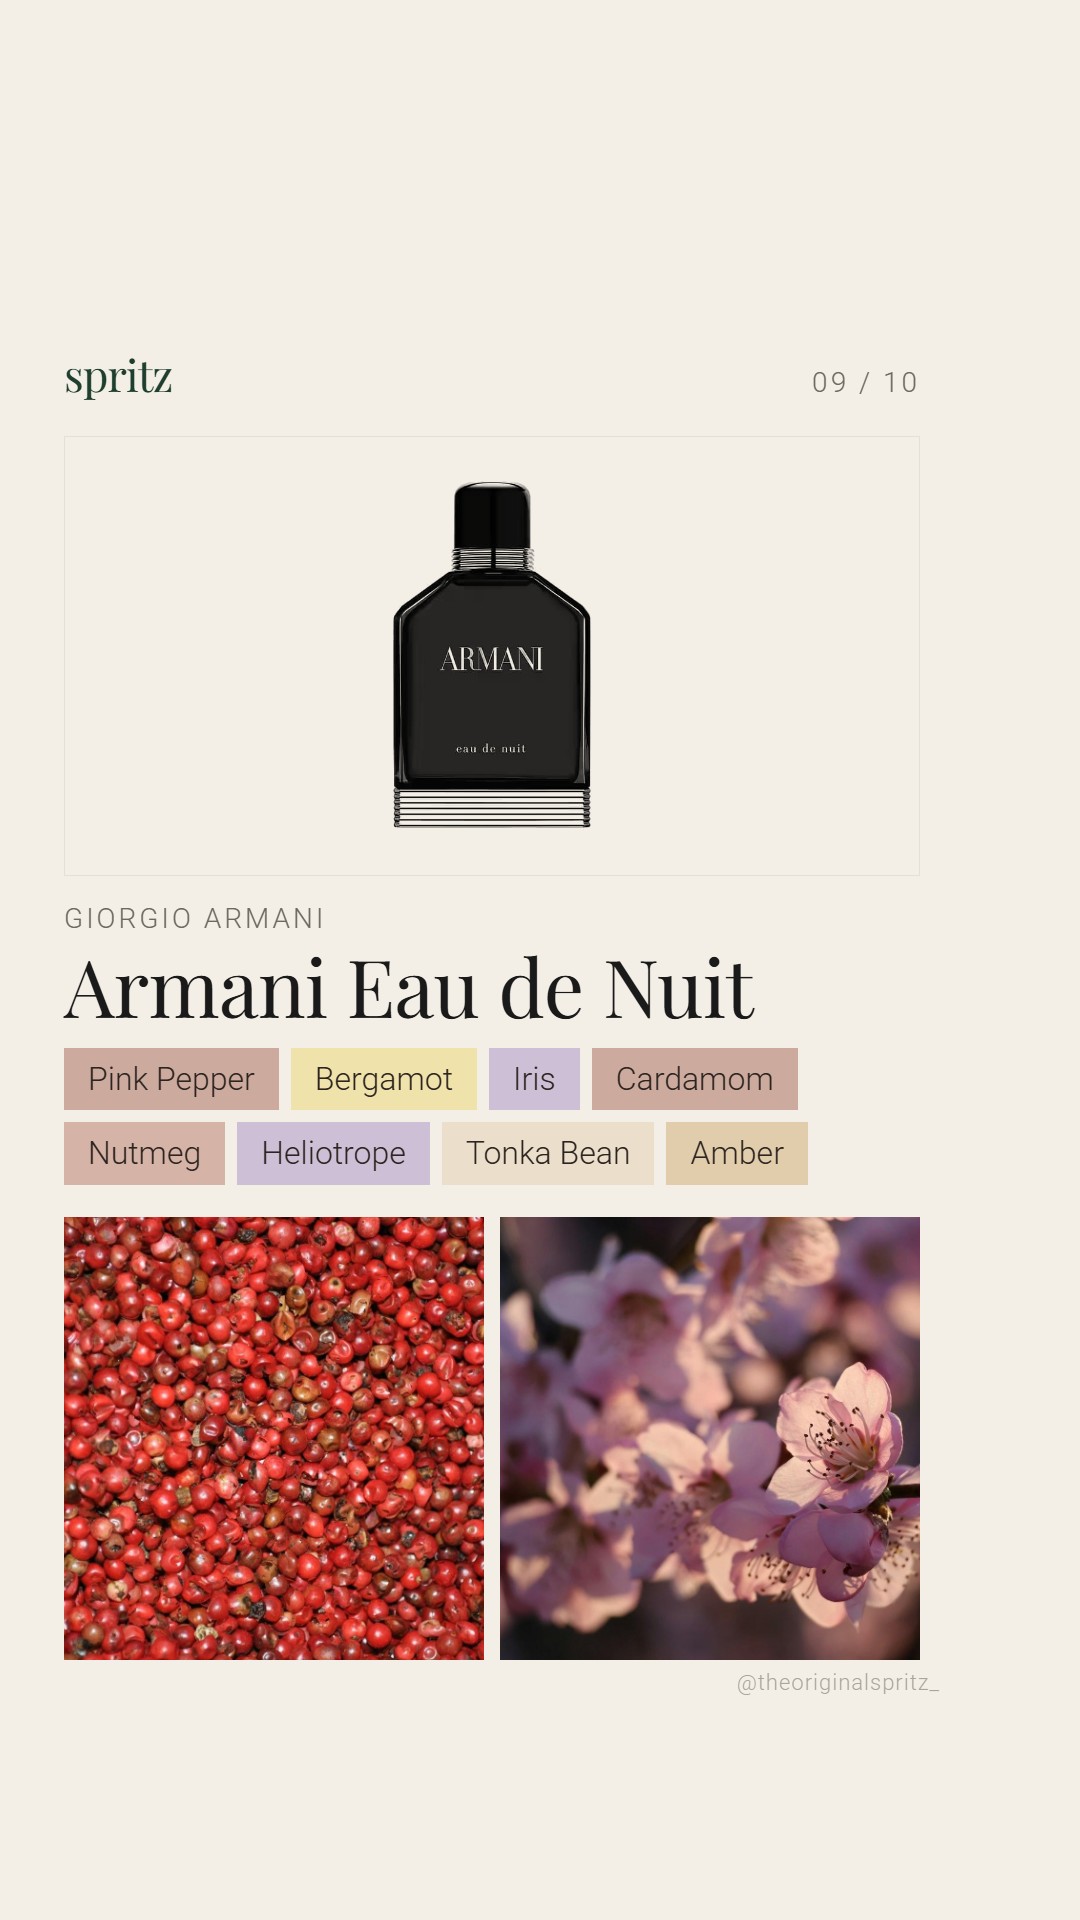 spritz
09 / 10
ARMANI
eau de nuit
GIORGIO ARMANI
Armani Eau de Nuit
Pink Pepper Bergamot Iris Cardamom
Nutmeg Heliotrope Tonka Bean Amber
@theoriginalspritz_